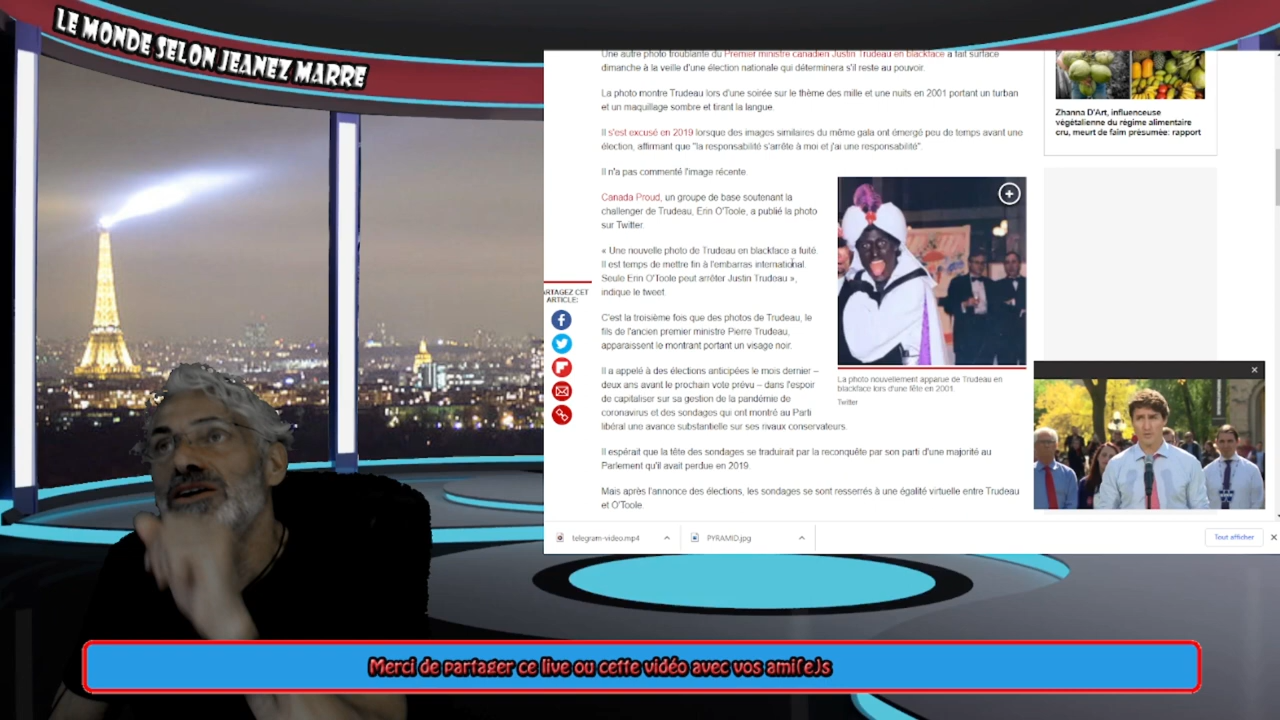 LE MONDE SELON JEANEZ MARRE
Une autre photo troublante du Premier ministre canadien Justin Trudeau en blackface a fait surface
dimanche à la veille d'une élection nationale qui déterminera s'il reste au pouvoir.
La photo montre Trudeau lors d'une soirée sur le thème des mille et une nuits en 2001 portant un turban
et un maquillage sombre et tirant la langue.
Il s'est excusé en 2019 lorsque des images similaires du même gala ont émergé peu de temps avant une
élection, affirmant que "la responsabilité s'arrête à moi et j'ai une responsabilité".
Il n'a pas commenté l'image récente.
Canada Proud, un groupe de base soutenant la
challenger de Trudeau, Erin O'Toole, a publié la photo
sur Twitter.
« Une nouvelle photo de Trudeau en blackface a fuité.
Il est temps de mettre fin à l'embarras international.
Seule Erin O'Toole peut arrêter Justin Trudeau »,
indique le tweet.
C'est la troisième fois que des photos de Trudeau, le
fils de l'ancien premier ministre Pierre Trudeau,
apparaissent le montrant portant un visage noir.
Il a appelé à des élections anticipées le mois dernier –
deux ans avant le prochain vote prévu – dans l'espoir
de capitaliser sur sa gestion de la pandémie de
coronavirus et des sondages qui ont montré au Parti
libéral une avance substantielle sur ses rivaux conservateurs.
Il espérait que la tête des sondages se traduirait par la reconquête par son parti d'une majorité au
Parlement qu'il avait perdue en 2019.
Mais après l'annonce des élections, les sondages se sont resserrés à une égalité virtuelle entre Trudeau
et O'Toole.
RTAGEZ CET
ARTICLE:
La photo nouvellement apparue de Trudeau en
blackface lors d'une fête en 2001.
Twitter
Zhanna D'Art, influenceuse
végétalienne du régime alimentaire
cru, meurt de faim présumée: rapport
telegram-video.mp4
PYRAMID.jpg
Tout afficher
Merci de partager ce live ou cette vidéo avec vos ami(e)s